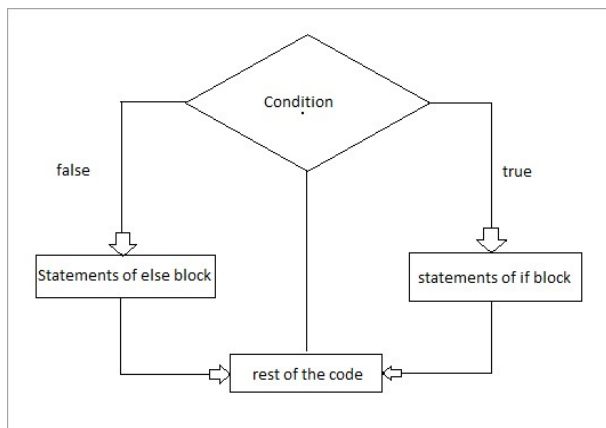 Condition
false
true
Statements of else block
statements of if block
rest of the code